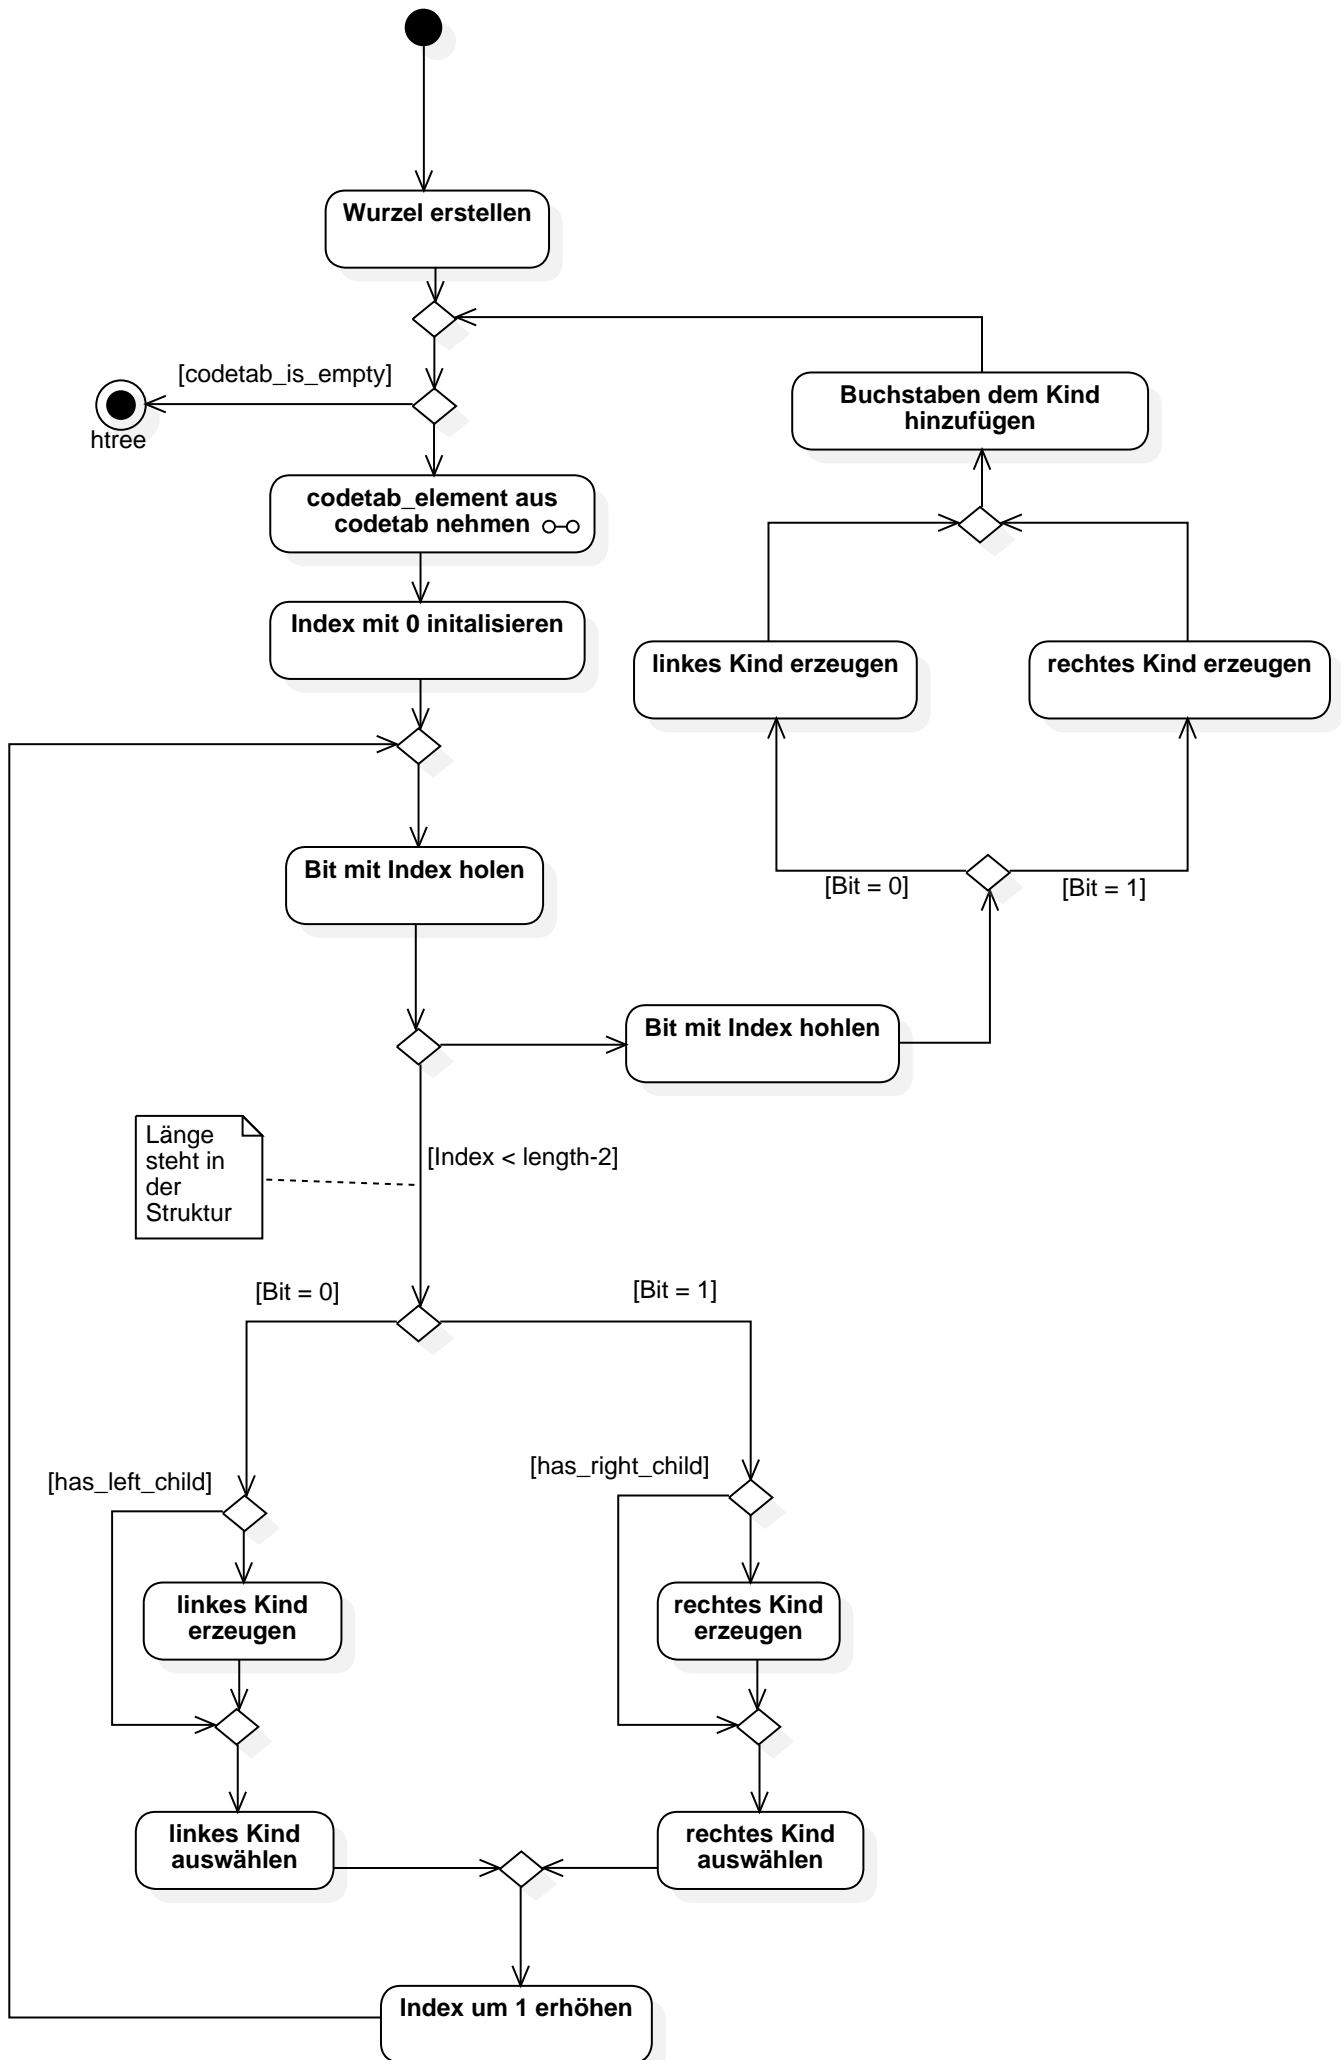 Wurzel erstellen
[codetab_is_empty]
htree
Buchstaben dem Kind
hinzufügen
codetab_element aus
codetab nehmen
Index mit 0 initalisieren
linkes Kind erzeugen
rechtes Kind erzeugen
Bit mit Index holen
[Bit = 0]
[Bit = 1]
Bit mit Index hohlen
Länge
steht in
der
Struktur
[Index < length-2]
[Bit = 0]
[Bit = 1]
[has_left_child]
[has_right_child]
linkes Kind
erzeugen
rechtes Kind
erzeugen
linkes Kind
auswählen
rechtes Kind
auswählen
Index um 1 erhöhen